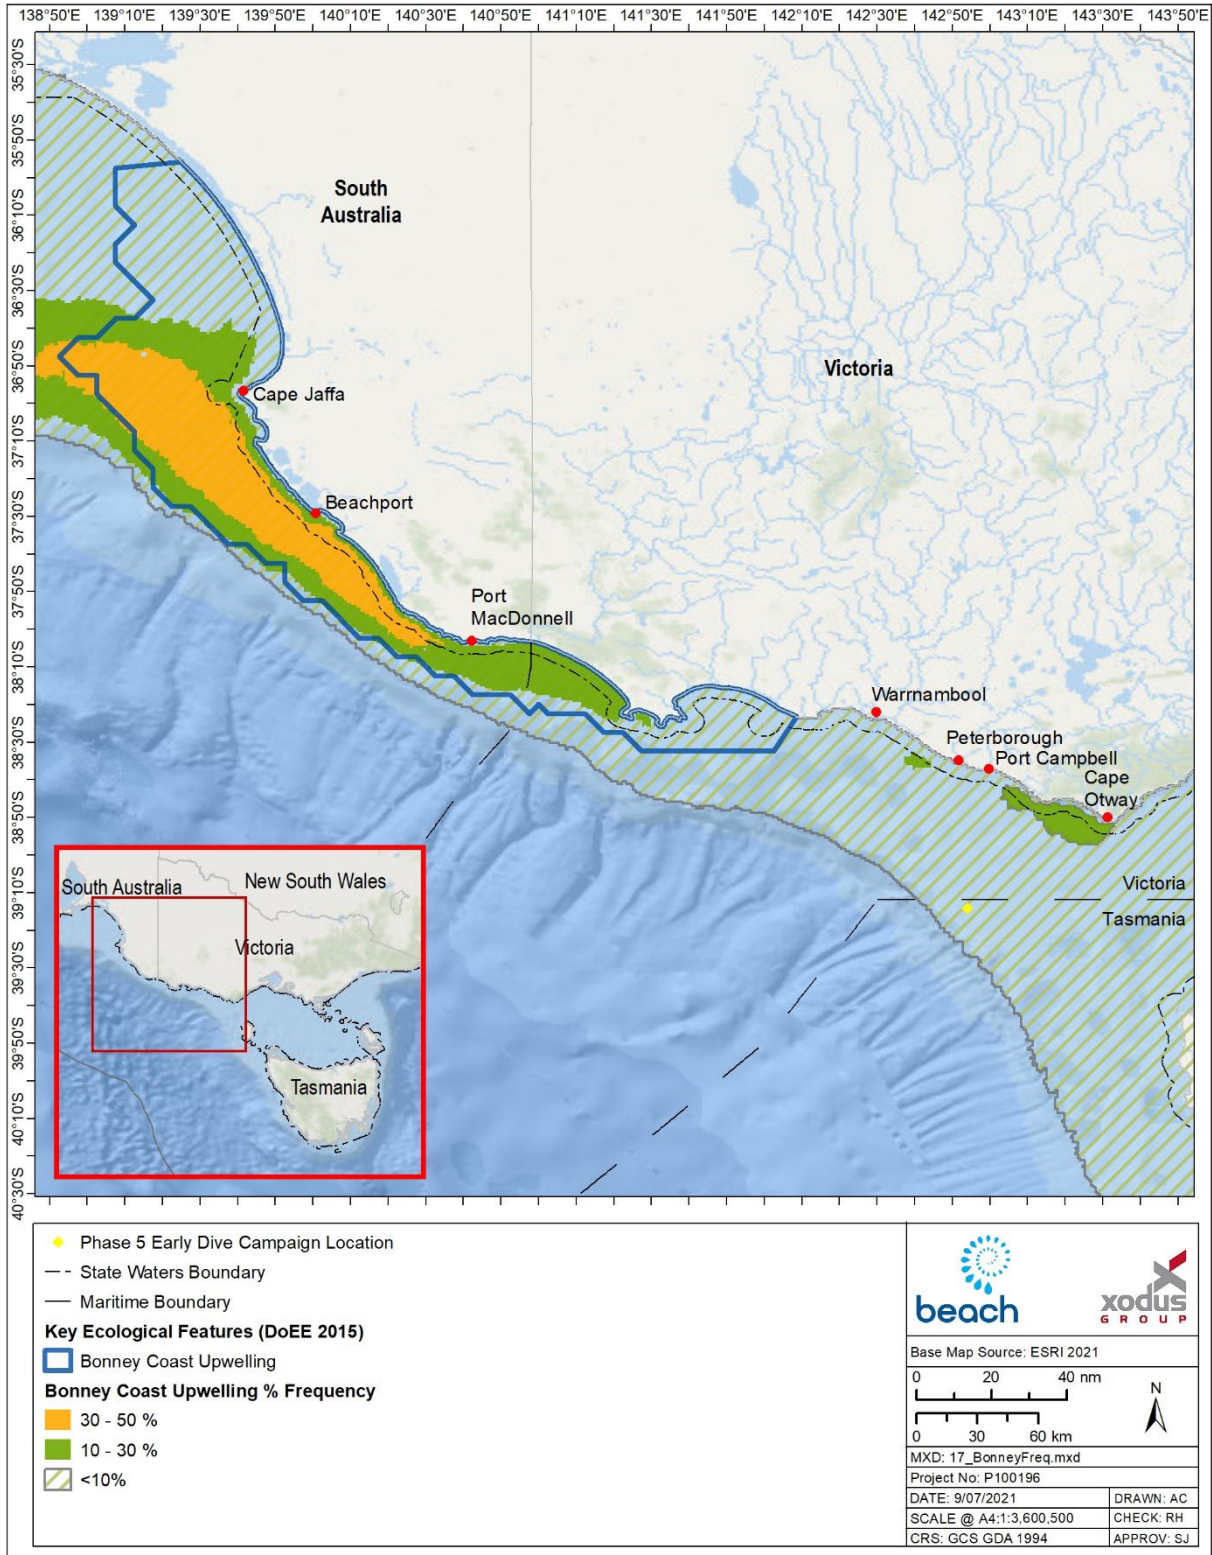 138°50'E 139°10'E 139°30'E 139°50'E 140°10'E 140°30'E 140°50'E 141°10'E 141°30'E 141°50'E 142°10'E 142°30'E 142°50'E 143°10'E 143°30'E 143°50'E
35°30'S
35°50'S
36°10'S
36°30'S
38°50'S
37°10'S
37°30'S
37°50'S
38°10'S
38°30'S
38°50'S
39°10'S
39°30'S
39°50'S
40°10'S
40°30'S
South
Australia
Victoria
Cape Jaffa
Beachport
Port
MacDonnell
Warrnambool
Peterborough
Port Campbell
Cape
Otway
Victoria
Tasmania
South Australia
New South Wales
Victoria
Tasmania
Phase 5 Early Dive Campaign Location
State Waters Boundary
Maritime Boundary
Key Ecological Features (DoEE 2015)
Bonney Coast Upwelling
Bonney Coast Upwelling % Frequency
30 - 50 %
10 - 30 %
<10%
beach
xodus
GROUP
Base Map Source: ESRI 2021
0 20 40 nm
N
0 30 60 km
MXD: 17_BonneyFreq.mxd
Project No: P100196
DATE: 9/07/2021 DRAWN: AC
SCALE @ A4:1:3,600,500 CHECK: RH
CRS: GCS GDA 1994 APPROV: SJ